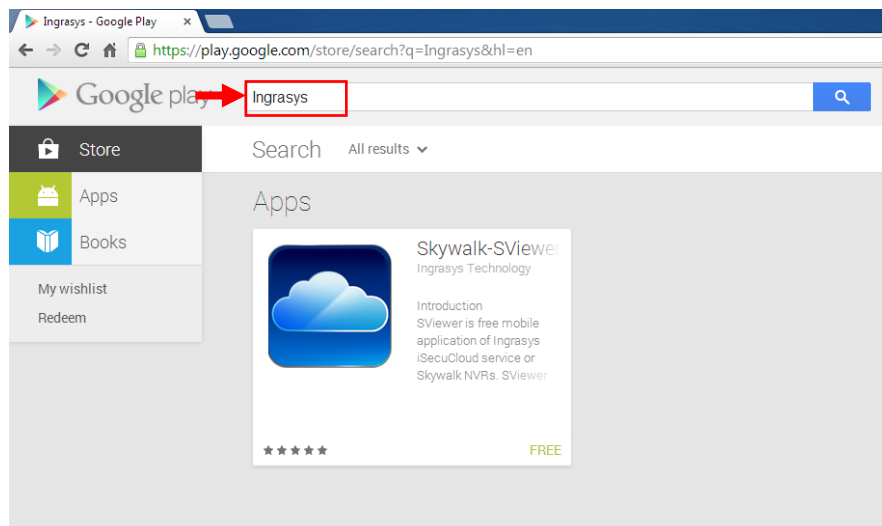 Ingrasys - Google Play
https://play.google.com/store/search?q=Ingrasys&hl=en
Google play
Ingrasys
Store
Search
All results
Apps
Books
My wishlist
Redeem
Apps
Skywalk-SViewer
Ingrasys Technology
Introduction
SViewer is free mobile
application of Ingrasys
iSecuCloud service or
Skywalk NVRs. SViewer
FREE